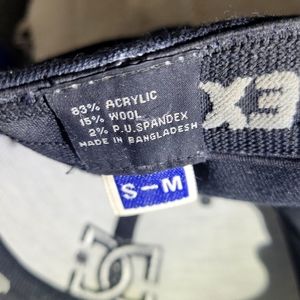 83% ACRYLIC
15% WOOL
2% P.U.SPANDEX
MADE IN BANGLADESH
S-M